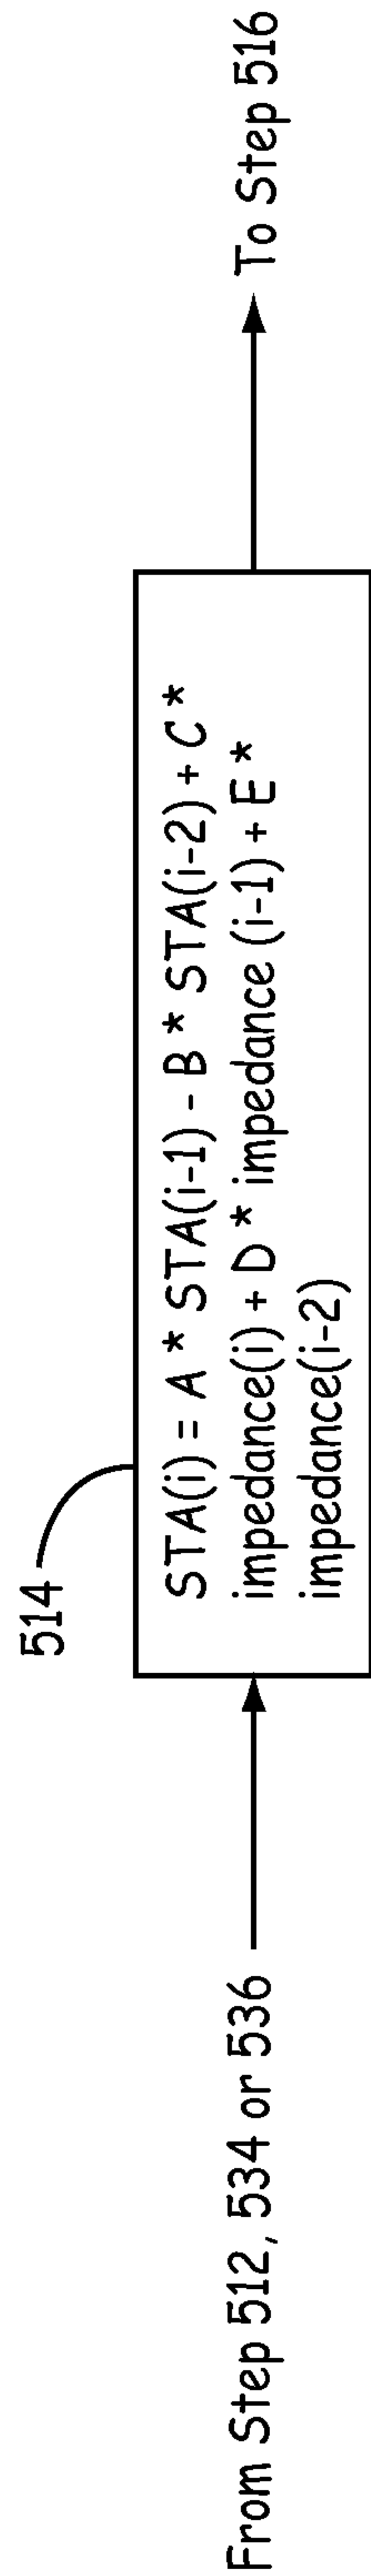 514
From Step 512, 534 or 536
STA(i) = A * STA(i-1) - B * STA(i-2) + C *
impedance(i) + D * impedance (i-1) + E *
impedance(i-2)
To Step 516